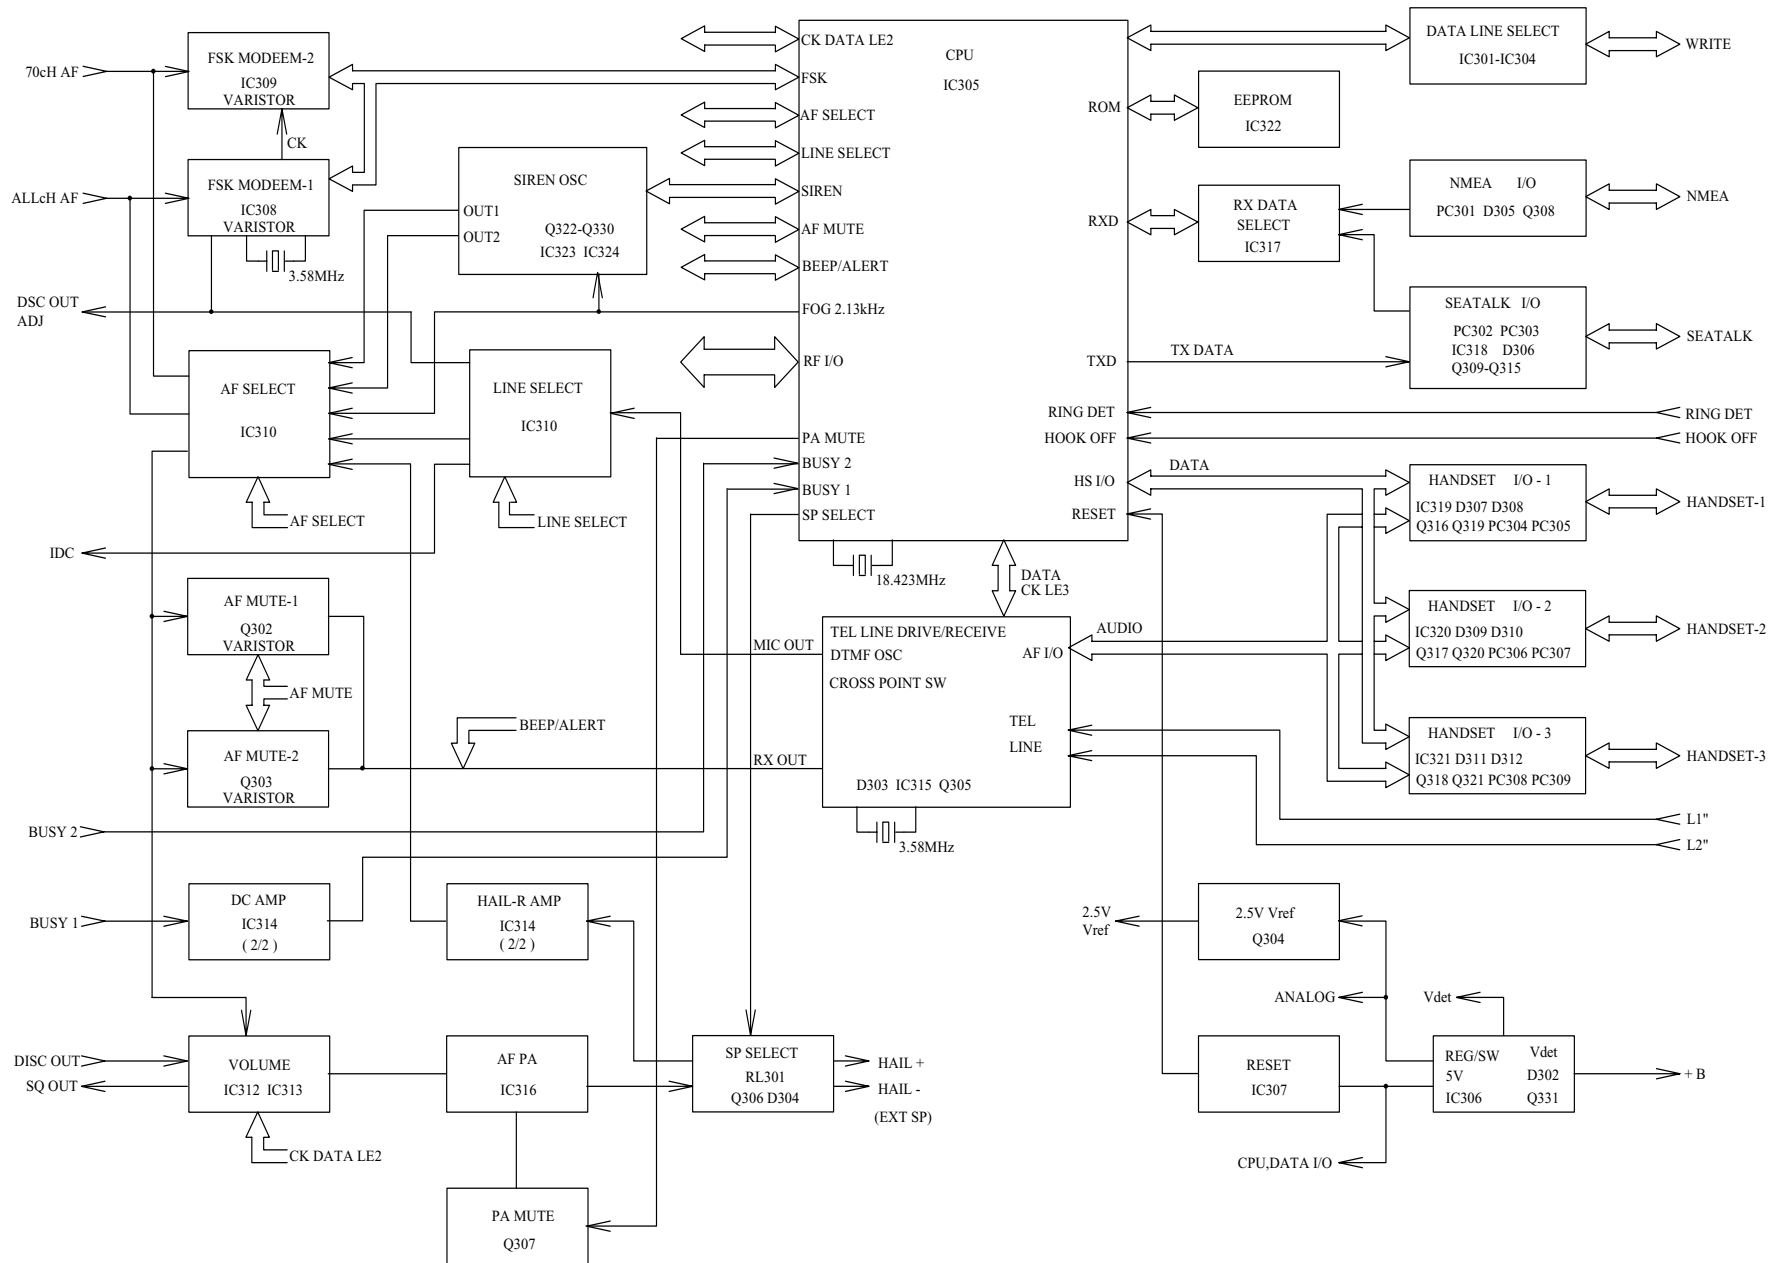 70cH AF
FSK MODEEM-2
IC309
VARISTOR
CK
ALLcH AF
FSK MODEEM-1
IC308
VARISTOR
3.58MHz
DSC OUT
ADJ
SIREN OSC
OUT1
OUT2
Q322-Q330
IC323 IC324
AF SELECT
IC310
AF SELECT
LINE SELECT
IC310
LINE SELECT
IDC
CPU
IC305
CK DATA LE2
FSK
AF SELECT
LINE SELECT
SIREN
AF MUTE
BEEP/ALERT
FOG 2.13kHz
RF I/O
PA MUTE
BUSY 2
BUSY 1
SP SELECT
ROM
RXD
TXD
RING DET
HOOK OFF
HS I/O
RESET
18.423MHz
DATA
CK LE3
DATA LINE SELECT
IC301-IC304
WRITE
EEPROM
IC322
RX DATA
SELECT
IC317
NMEA I/O
PC301 D305 Q308
NMEA
SEATALK I/O
PC302 PC303
IC318 D306
Q309-Q315
SEATALK
TX DATA
RING DET
HOOK OFF
DATA
HANDSET I/O - 1
IC319 D307 D308
Q316 Q319 PC304 PC305
HANDSET-1
HANDSET I/O - 2
IC320 D309 D310
Q317 Q320 PC306 PC307
HANDSET-2
HANDSET I/O - 3
IC321 D311 D312
Q318 Q321 PC308 PC309
HANDSET-3
AUDIO
AF MUTE-1
Q302
VARISTOR
AF MUTE
AF MUTE-2
Q303
VARISTOR
BEEP/ALERT
MIC OUT
RX OUT
TEL LINE DRIVE/RECEIVE
DTMF OSC
AF I/O
CROSS POINT SW
TEL
LINE
D303 IC315 Q305
3.58MHz
L1"
L2"
BUSY 2
BUSY 1
DC AMP
IC314
( 2/2 )
HAIL-R AMP
IC314
( 2/2 )
2.5V
Vref
2.5V Vref
Q304
ANALOG
Vdet
DISC OUT
SQ OUT
VOLUME
IC312 IC313
CK DATA LE2
AF PA
IC316
SP SELECT
RL301
Q306 D304
HAIL +
HAIL -
(EXT SP)
RESET
IC307
REG/SW
5V
IC306
Vdet
D302
Q331
+ B
CPU,DATA I/O
PA MUTE
Q307